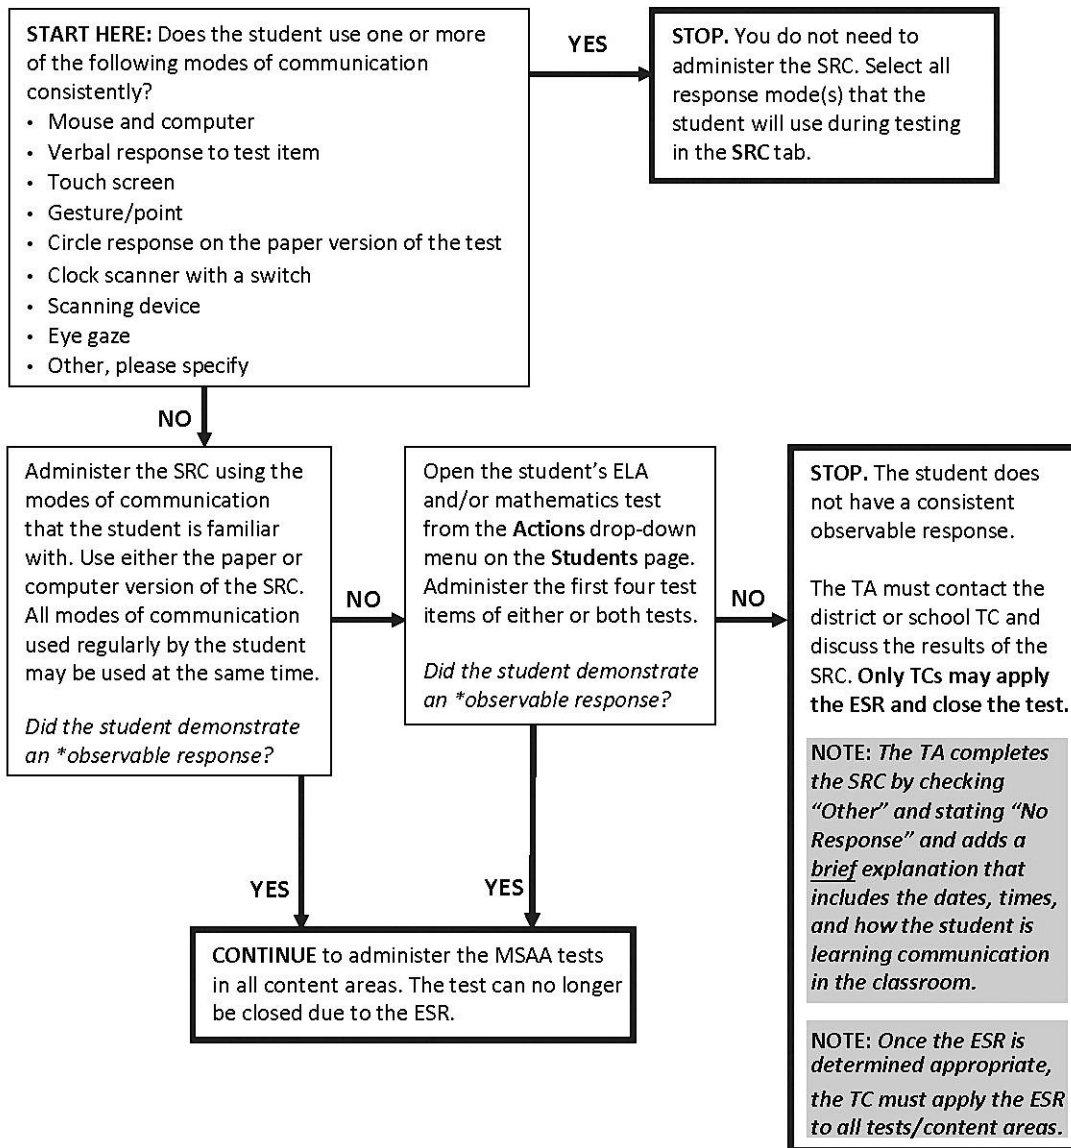 START HERE: Does the student use one or more
of the following modes of communication
consistently?
• Mouse and computer
• Verbal response to test item
• Touch screen
• Gesture/point
• Circle response on the paper version of the test
• Clock scanner with a switch
• Scanning device
• Eye gaze
• Other, please specify
YES
STOP. You do not need to
administer the SRC. Select all
response mode(s) that the
student will use during testing
in the SRC tab.
NO
Administer the SRC using the
modes of communication
that the student is familiar
with. Use either the paper or
computer version of the SRC.
All modes of communication
used regularly by the student
may be used at the same time.
Did the student demonstrate
an *observable response?
NO
Open the student's ELA
and/or mathematics test
from the Actions drop-down
menu on the Students page.
Administer the first four test
items of either or both tests.
Did the student demonstrate
an *observable response?
NO
STOP. The student does
not have a consistent
observable response.
The TA must contact the
district or school TC and
discuss the results of the
SRC. Only TCs may apply
the ESR and close the test.
NOTE: The TA completes
the SRC by checking
"Other" and stating "No
Response" and adds a
brief explanation that
includes the dates, times,
and how the student is
learning communication
in the classroom.
NOTE: Once the ESR is
determined appropriate,
the TC must apply the ESR
to all tests/content areas.
YES
YES
CONTINUE to administer the MSAA tests
in all content areas. The test can no longer
be closed due to the ESR.